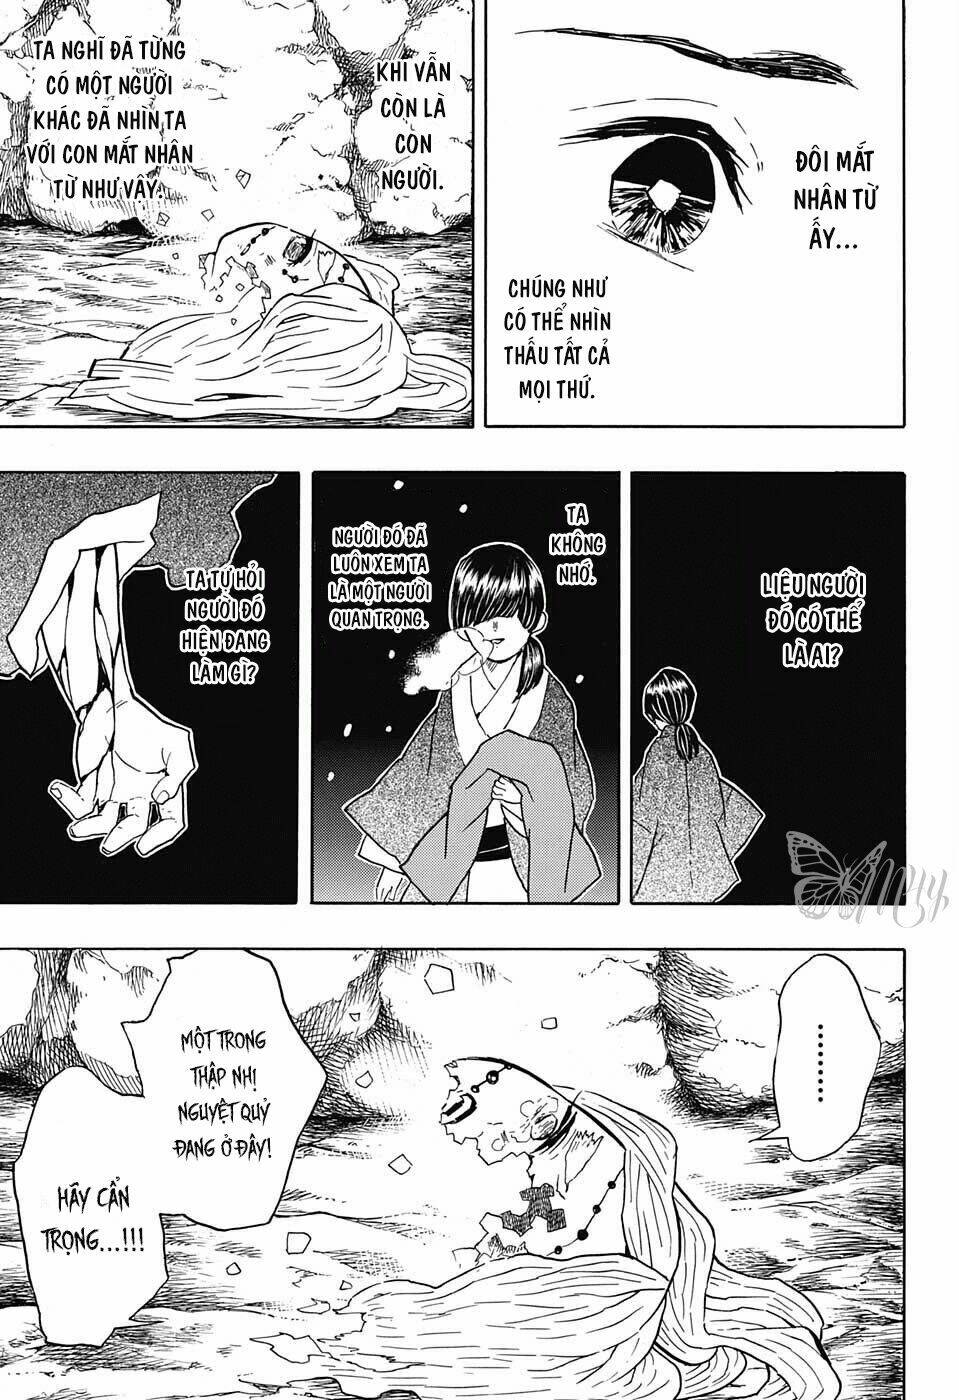 ĐÔI MẮT
NHÂN TỪ
ẤY...
CHÚNG NHƯ
CÓ THỂ NHÌN
THẤU TẤT CẢ
MỌI THỨ.
KHI VẪN
CÒN LÀ
CON
NGƯỜI.
TA NGHĨ ĐÃ TỪNG
CÓ MỘT NGƯỜI
KHÁC ĐÃ NHÌN TA
VỚI CON MẮT NHÂN
TỪ NHƯ VẬY.
LIỆU NGƯỜI
ĐÓ CÓ THỂ
LÀ AI?
TA
KHÔNG
NHỚ.
NGƯỜI ĐÓ ĐÃ
LUÔN XEM TA
LÀ MỘT NGƯỜI
QUAN TRỌNG.
TA TỰ HỎI
NGƯỜI ĐÓ
HIỆN ĐANG
LÀM GÌ?
........
MỘT TRONG
THẬP NHỊ
NGUYỆT QUỶ
ĐANG Ở ĐÂY!
HÃY CẨN
TRỌNG...!!!